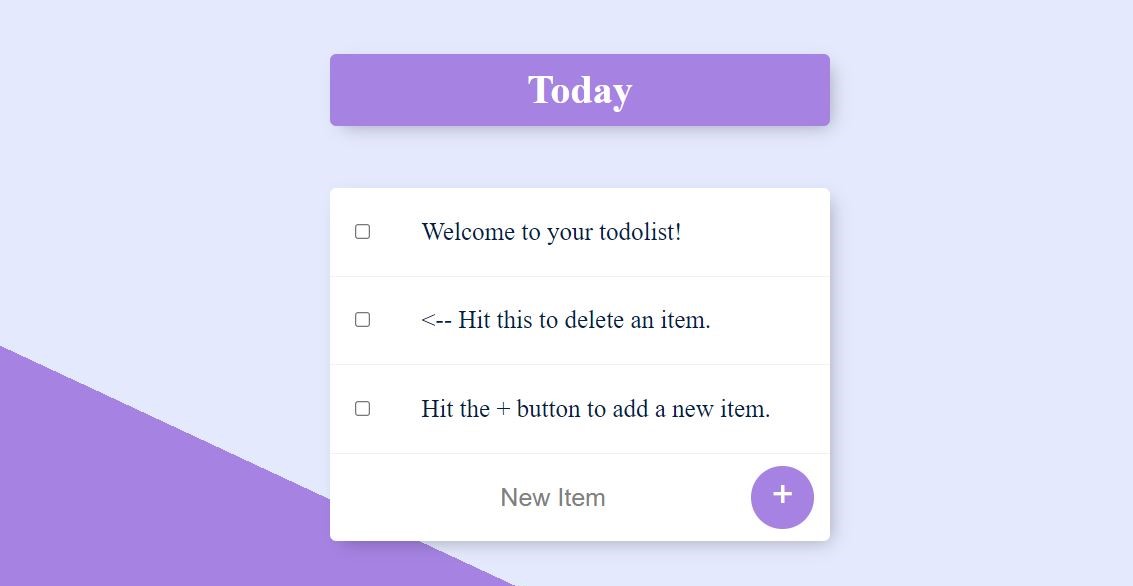 Today
Welcome to your todolist!
<-- Hit this to delete an item.
Hit the + button to add a new item.
New Item +